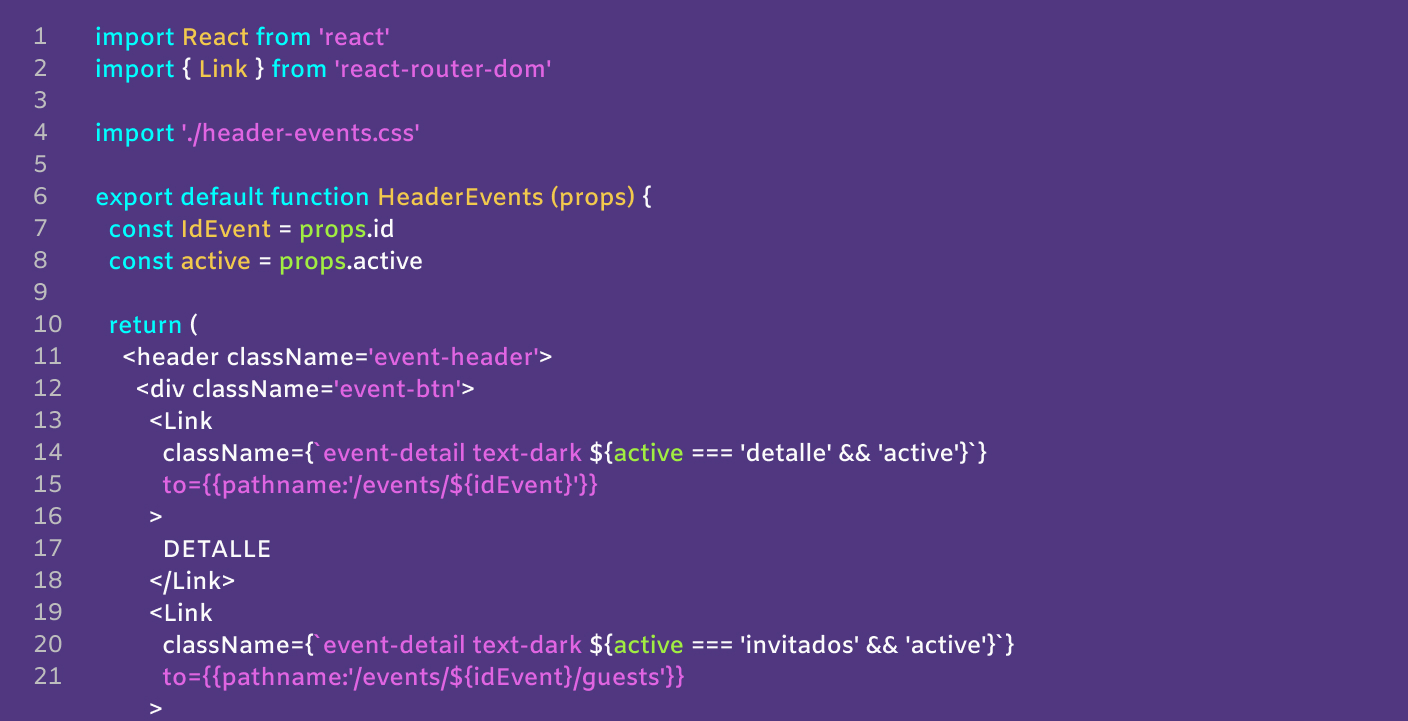 1 import React from 'react'
2 import { Link } from 'react-router-dom'
3
4 import './header-events.css'
5
6 export default function HeaderEvents (props) {
7 const IdEvent = props.id
8 const active = props.active
9
10 return (
11 <header className='event-header'>
12 <div className='event-btn'>
13 <Link
14 className={`event-detail text-dark ${active === 'detalle' && 'active'}`}
15 to={{pathname:'/events/${idEvent}'}}
16 >
17 DETALLE
18 </Link>
19 <Link
20 className={`event-detail text-dark ${active === 'invitados' && 'active'}`}
21 to={{pathname:'/events/${idEvent}/guests'}}
>